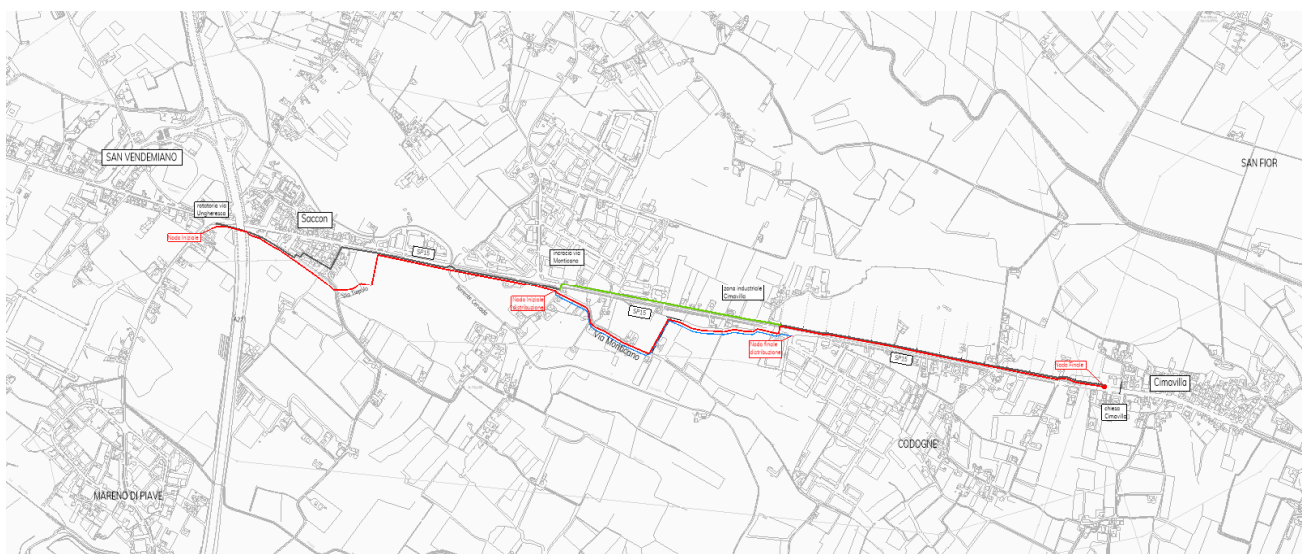 SAN VENDEMIANO
SAN FIOR
rotatoria via
Ungheresca
Nodo Iniziale
Saccon
SP15
incrocio via
Monticano
zona industriale
Cimavilla
A27
Nodo Iniziale
distribuzione
SP15
Via Monticano
Nodo finale
distribuzione
SP15
Nodo Finale
Cimavilla
chiesa
Cimavilla
CODOGNE'
MARENO DI PIAVE